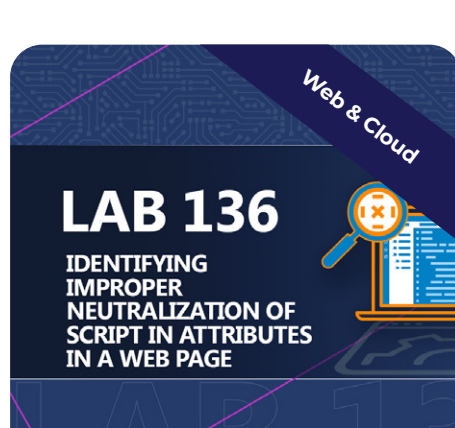 Web & Cloud
LAB 136
IDENTIFYING
IMPROPER
NEUTRALIZATION OF
SCRIPT IN ATTRIBUTES
IN A WEB PAGE